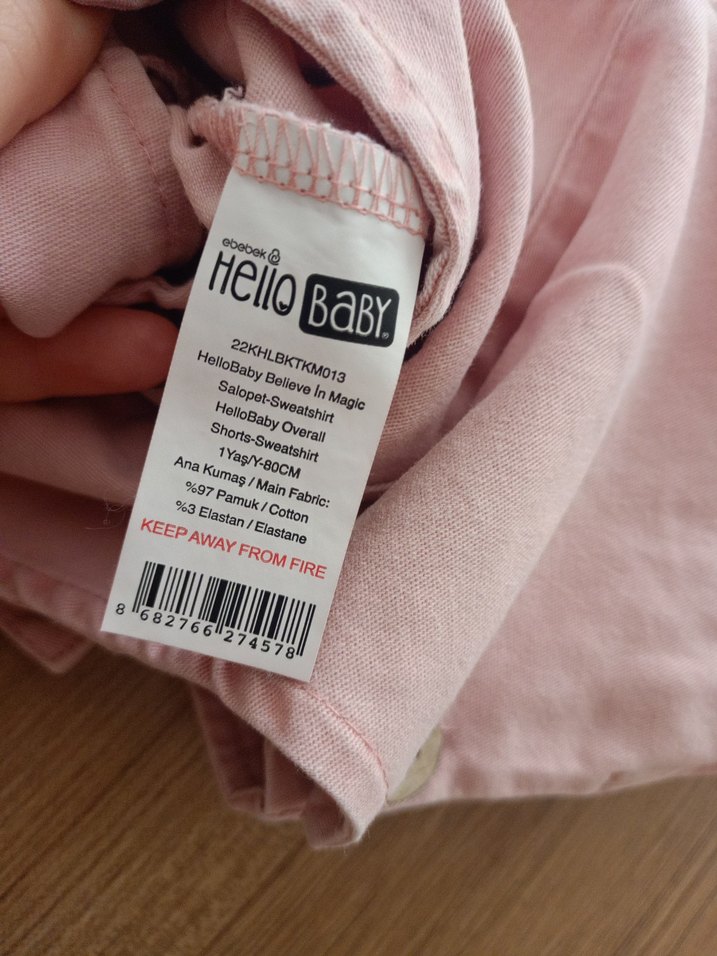 ebebek
Hello BaBY®
22KHLBKTKM013
HelloBaby Believe İn Magic
Salopet-Sweatshirt
HelloBaby Overall
Shorts-Sweatshirt
1Yaş/Y-80CM
Ana Kumaş / Main Fabric:
%97 Pamuk / Cotton
%3 Elastan / Elastane
KEEP AWAY FROM FIRE
8 682766 274578